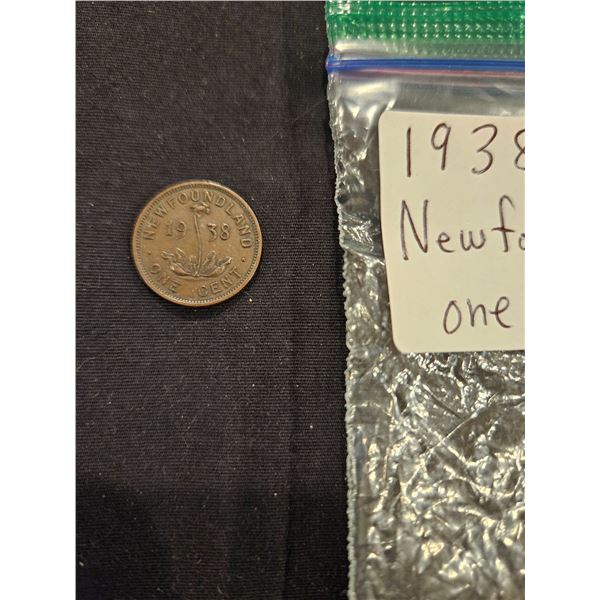 NEWFOUNDLAND
19 38
ONE CENT
1938
Newfo
one